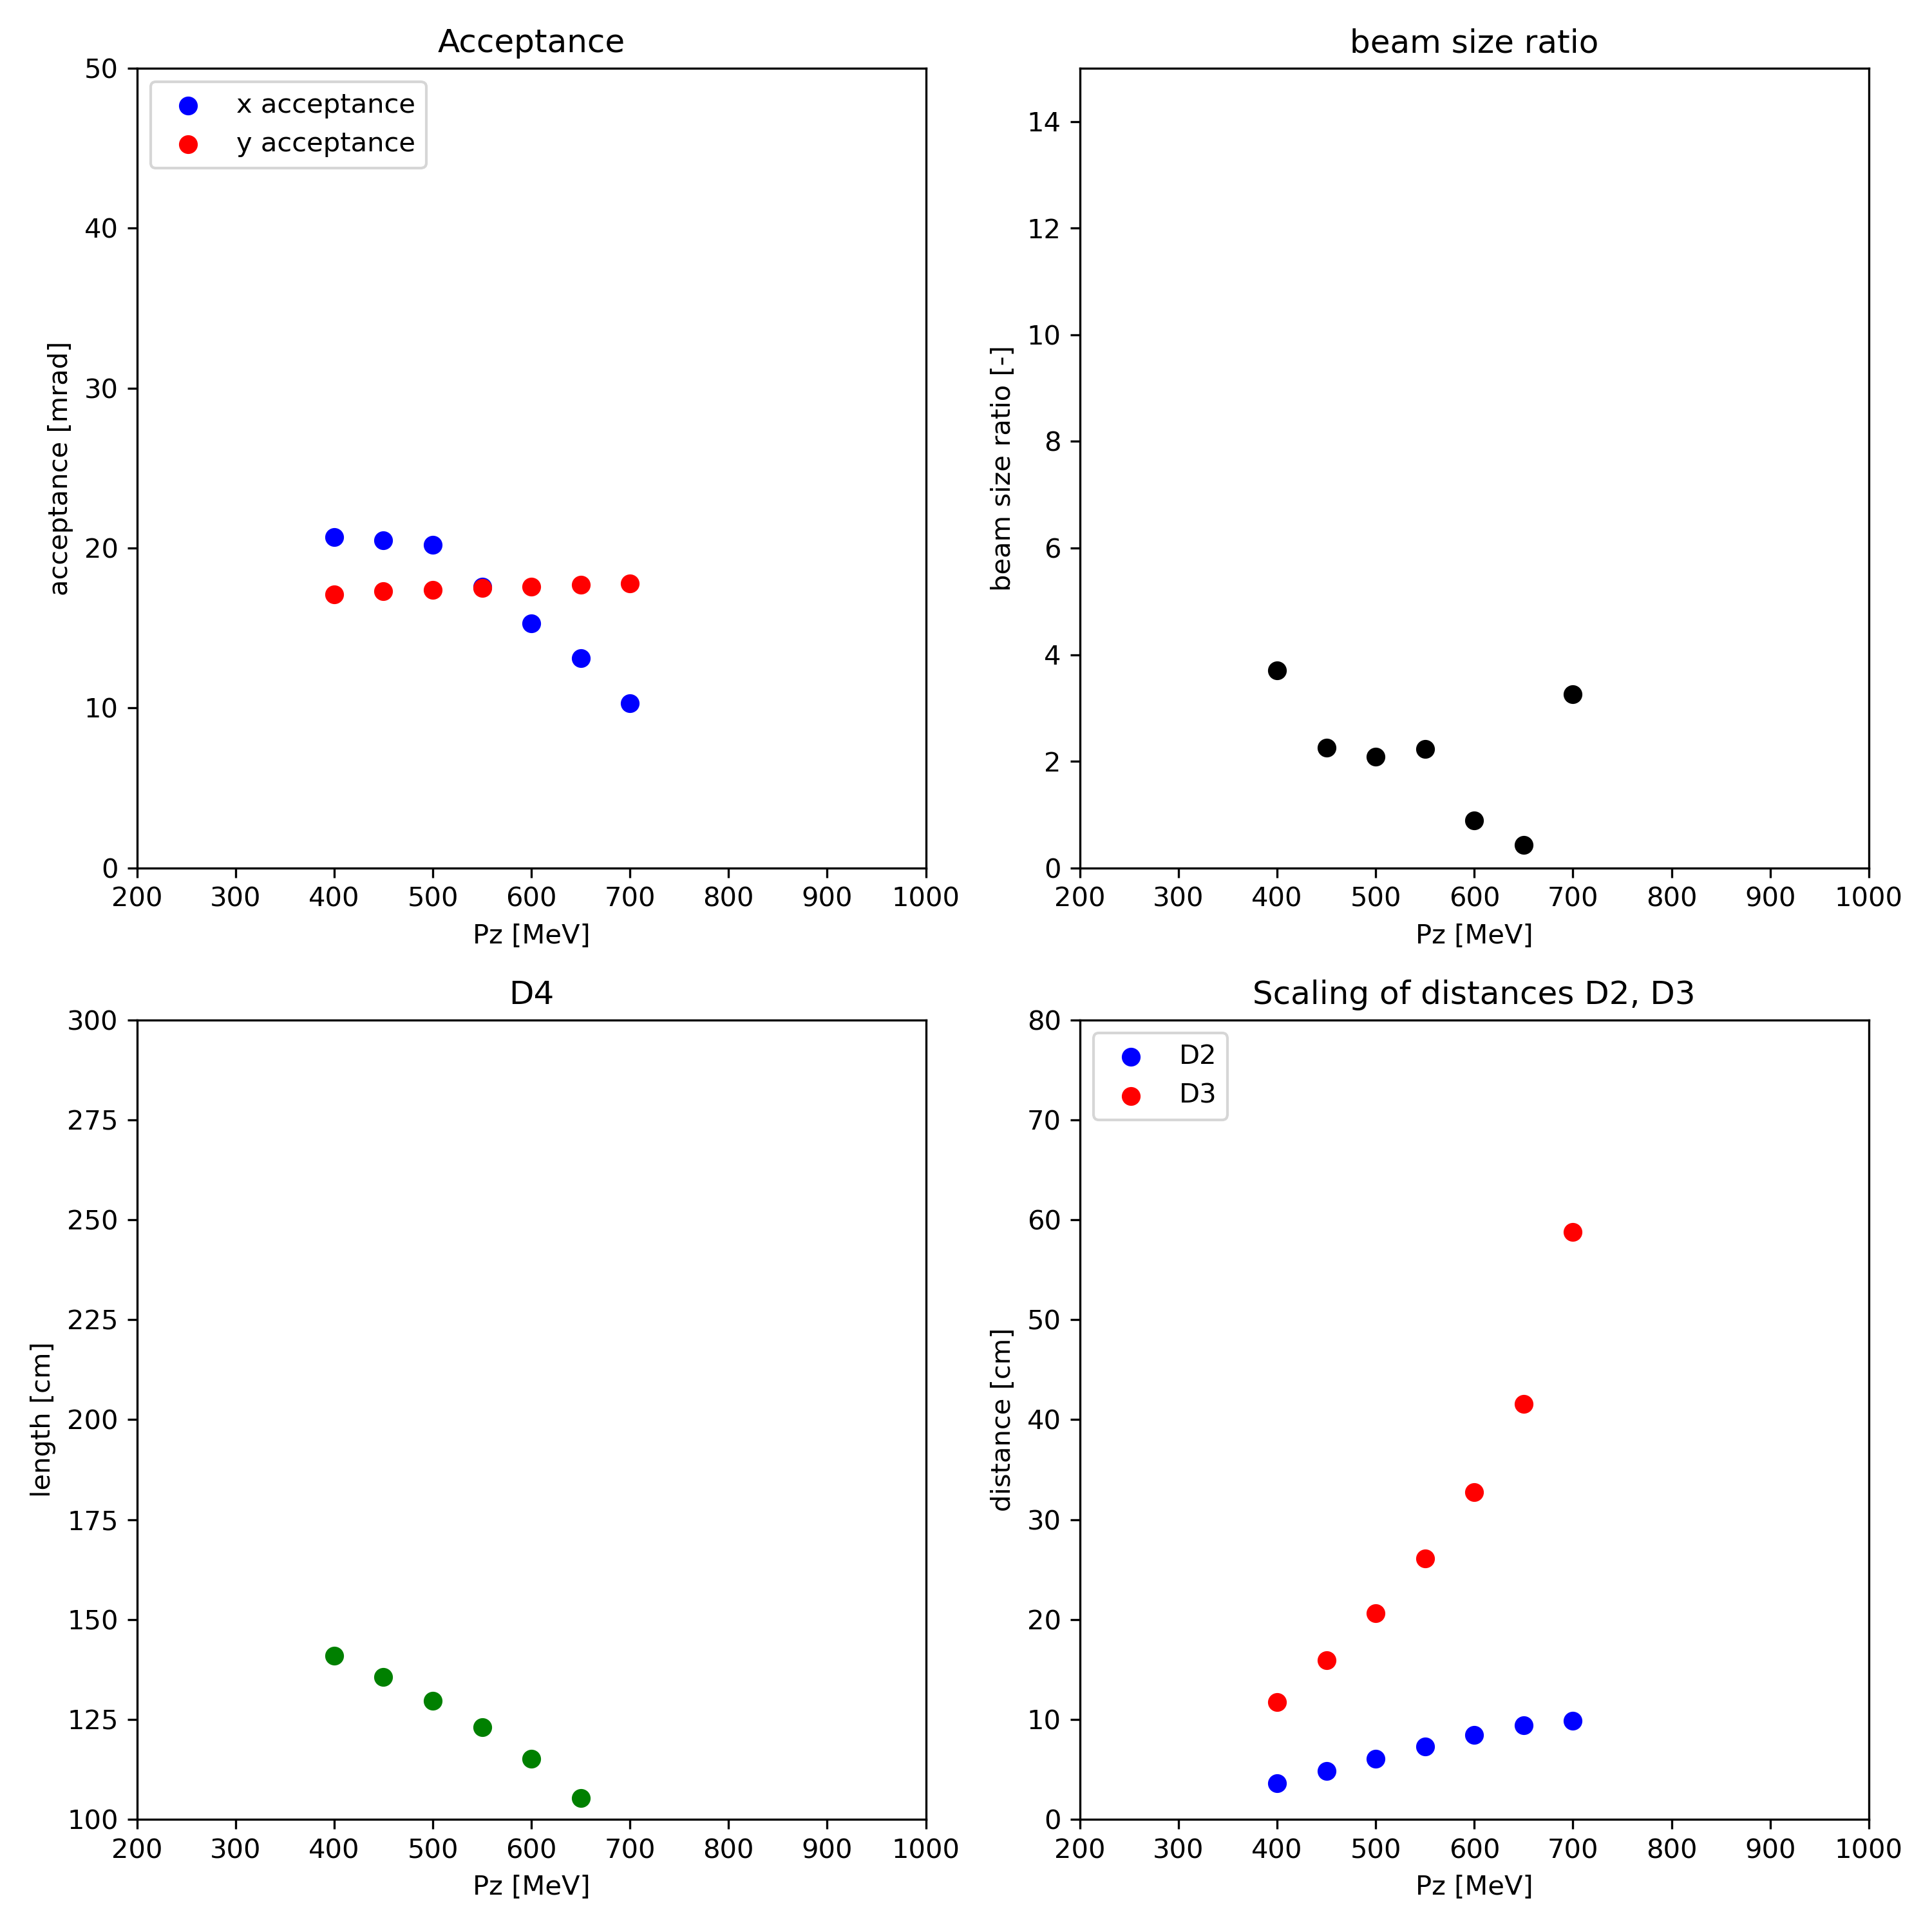 Acceptance
50
40
30
20
10
0
acceptance [mrad]
x acceptance
y acceptance
200 300 400 500 600 700 800 900 1000
Pz [MeV]
beam size ratio
14
12
10
8
6
4
2
0
beam size ratio [-]
200 300 400 500 600 700 800 900 1000
Pz [MeV]
D4
300
275
250
225
200
175
150
125
100
length [cm]
200 300 400 500 600 700 800 900 1000
Pz [MeV]
Scaling of distances D2, D3
80
70
60
50
40
30
20
10
0
distance [cm]
D2
D3
200 300 400 500 600 700 800 900 1000
Pz [MeV]